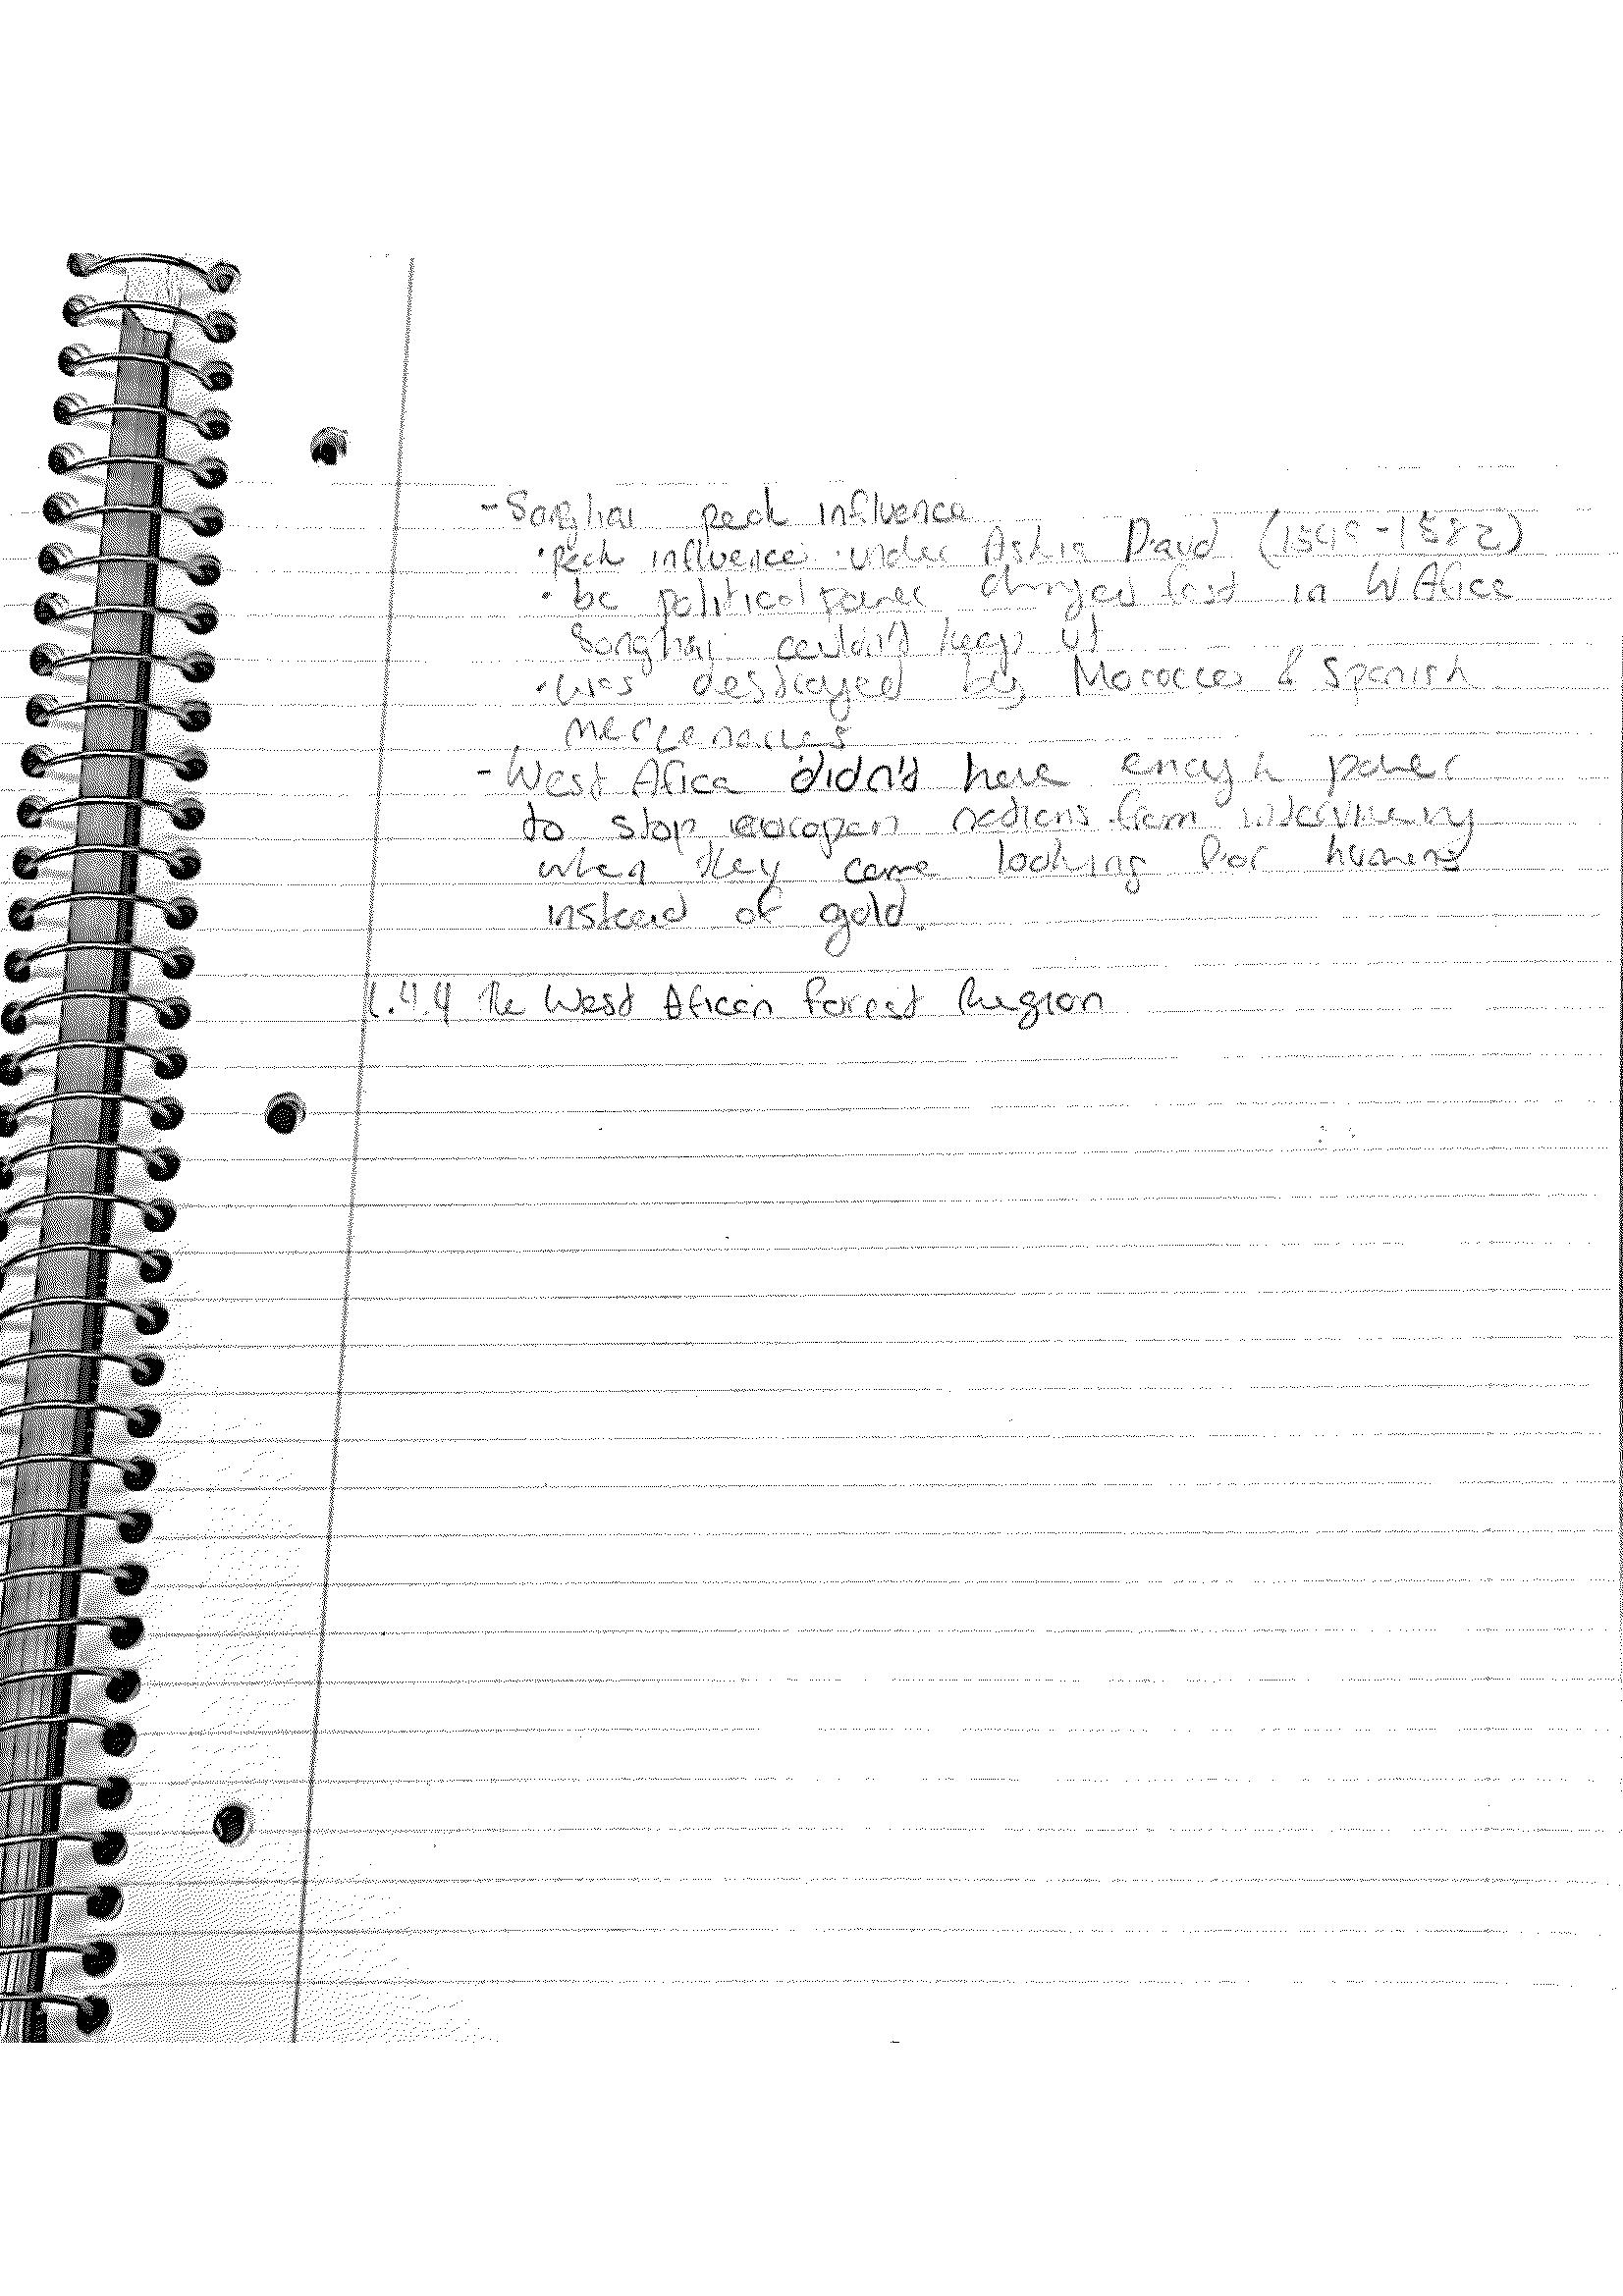 - Songhai peak influence
• peak influence under Askia Daud (1549-1582)
• bc political power changed fast in W Africa
Songhai couldn't keep up
• was destroyed by Morocco & Spanish
mercenaries
- West Africa didn't have enough power
to stop european nations from interviening
when they came looking for humans
instead of gold.
1.4.4 The West African Forest Region